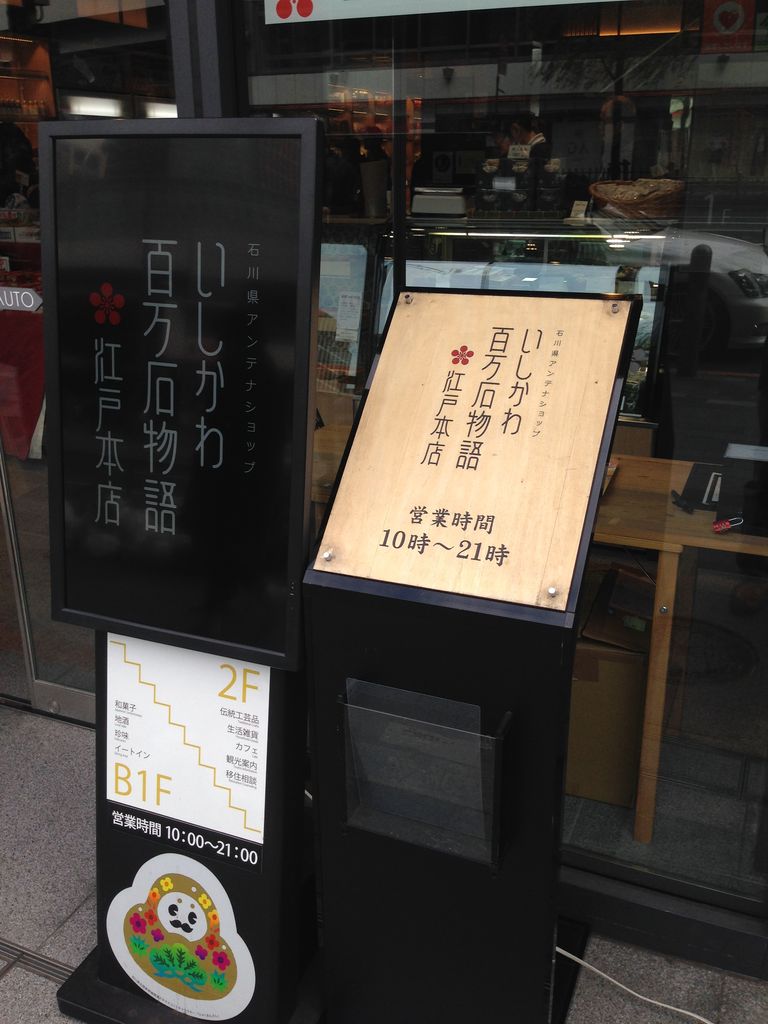 石川県アンテナショップ
いしかわ
百万石物語
江戸本店
石川県アンテナショップ
いしかわ
百万石物語
江戸本店
営業時間
10時～21時
AUTO
2F
伝統工芸品
生活雑貨
カフェ
観光案内
移住相談
和菓子
地酒
珍味
イートイン
B1F
営業時間 10:00～21:00